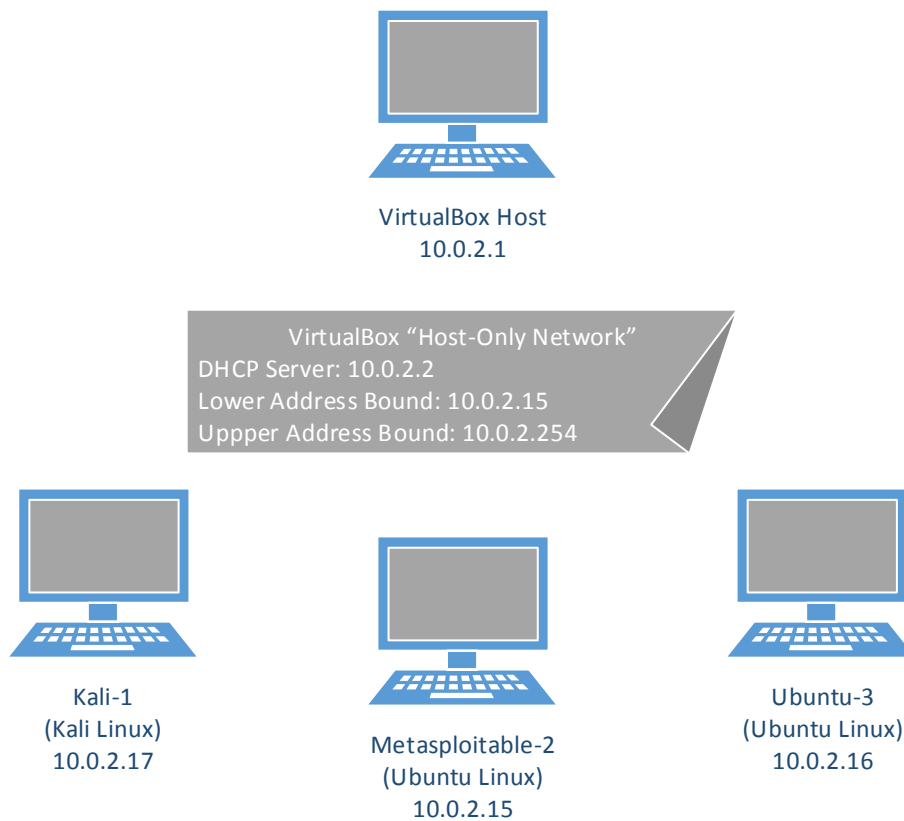 VirtualBox Host
10.0.2.1
VirtualBox “Host-Only Network”
DHCP Server: 10.0.2.2
Lower Address Bound: 10.0.2.15
Uppper Address Bound: 10.0.2.254
Kali-1
(Kali Linux)
10.0.2.17
Metasploitable-2
(Ubuntu Linux)
10.0.2.15
Ubuntu-3
(Ubuntu Linux)
10.0.2.16